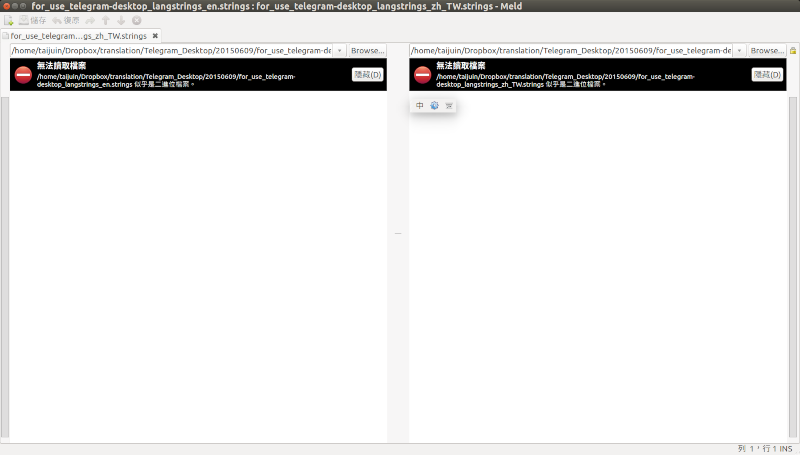 for_use_telegram-desktop_langstrings_en.strings : for_use_telegram-desktop_langstrings_zh_TW.strings - Meld
儲存 復原
for_use_telegram...gs_zh_TW.strings
/home/taijuin/Dropbox/translation/Telegram_Desktop/20150609/for_use_telegram-de Browse...
無法讀取檔案
/home/taijuin/Dropbox/translation/Telegram_Desktop/20150609/for_use_telegram-
desktop_langstrings_en.strings 似乎是二進位檔案。
隱藏(D)
/home/taijuin/Dropbox/translation/Telegram_Desktop/20150609/for_use_telegram-de Browse...
無法讀取檔案
/home/taijuin/Dropbox/translation/Telegram_Desktop/20150609/for_use_telegram-
desktop_langstrings_zh_TW.strings 似乎是二進位檔案。
隱藏(D)
中
列 1，行 1 INS